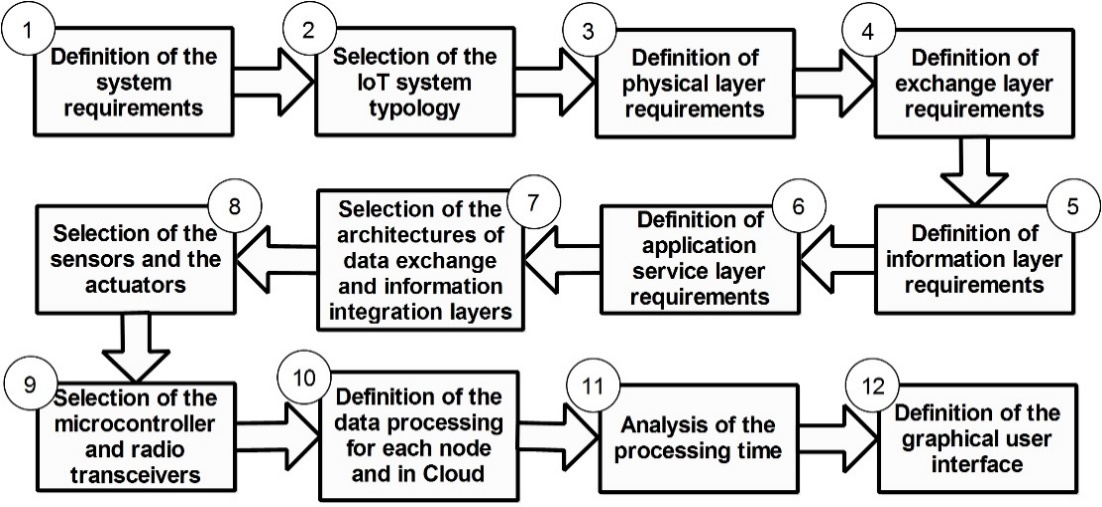 1
Definition of the
system
requirements
2
Selection of the
IoT system
typology
3
Definition of
physical layer
requirements
4
Definition of
exchange layer
requirements
5
Definition of
information layer
requirements
6
Definition of
application
service layer
requirements
7
Selection of the
architectures of
data exchange
and information
integration layers
8
Selection of the
sensors and the
actuators
9
Selection of the
microcontroller
and radio
transceivers
10
Definition of the
data processing
for each node
and in Cloud
11
Analysis of the
processing time
12
Definition of the
graphical user
interface